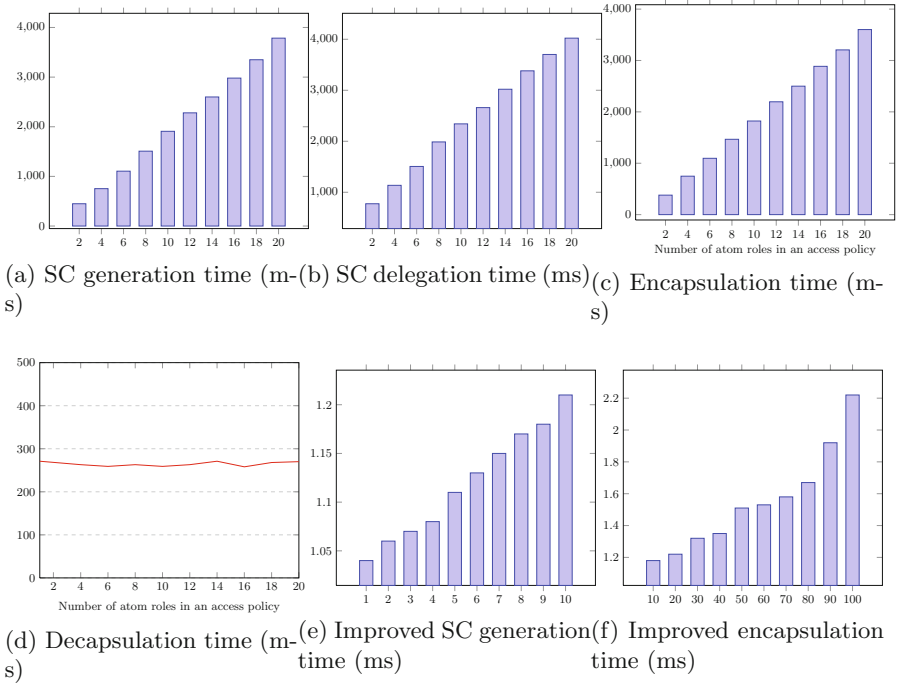 4,000
3,000
2,000
1,000
0
2 4 6 8 10 12 14 16 18 20
(a) SC generation time (m-
s)
4,000
3,000
2,000
1,000
2 4 6 8 10 12 14 16 18 20
(b) SC delegation time (ms)
4,000
3,000
2,000
1,000
0
2 4 6 8 10 12 14 16 18 20
Number of atom roles in an access policy
(c) Encapsulation time (m-
s)
500
400
300
200
100
0
2 4 6 8 10 12 14 16 18 20
Number of atom roles in an access policy
(d) Decapsulation time (m-
s)
1.2
1.15
1.1
1.05
1 2 3 4 5 6 7 8 9 10
(e) Improved SC generation
time (ms)
2.2
2
1.8
1.6
1.4
1.2
10 20 30 40 50 60 70 80 90 100
(f) Improved encapsulation
time (ms)